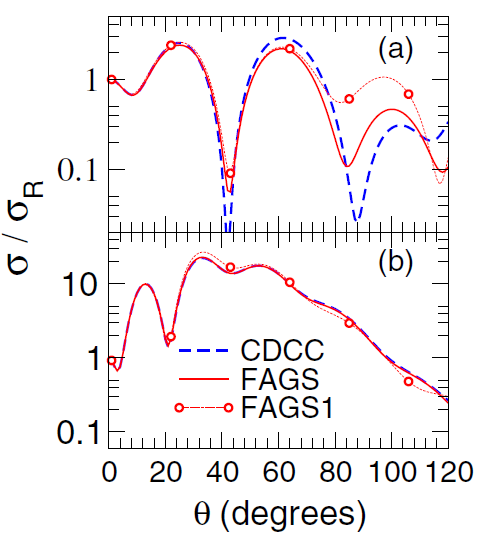 (a)
1
0.1
σ / σR
(b)
10
1
0.1
CDCC
FAGS
FAGS1
0 20 40 60 80 100 120
θ (degrees)